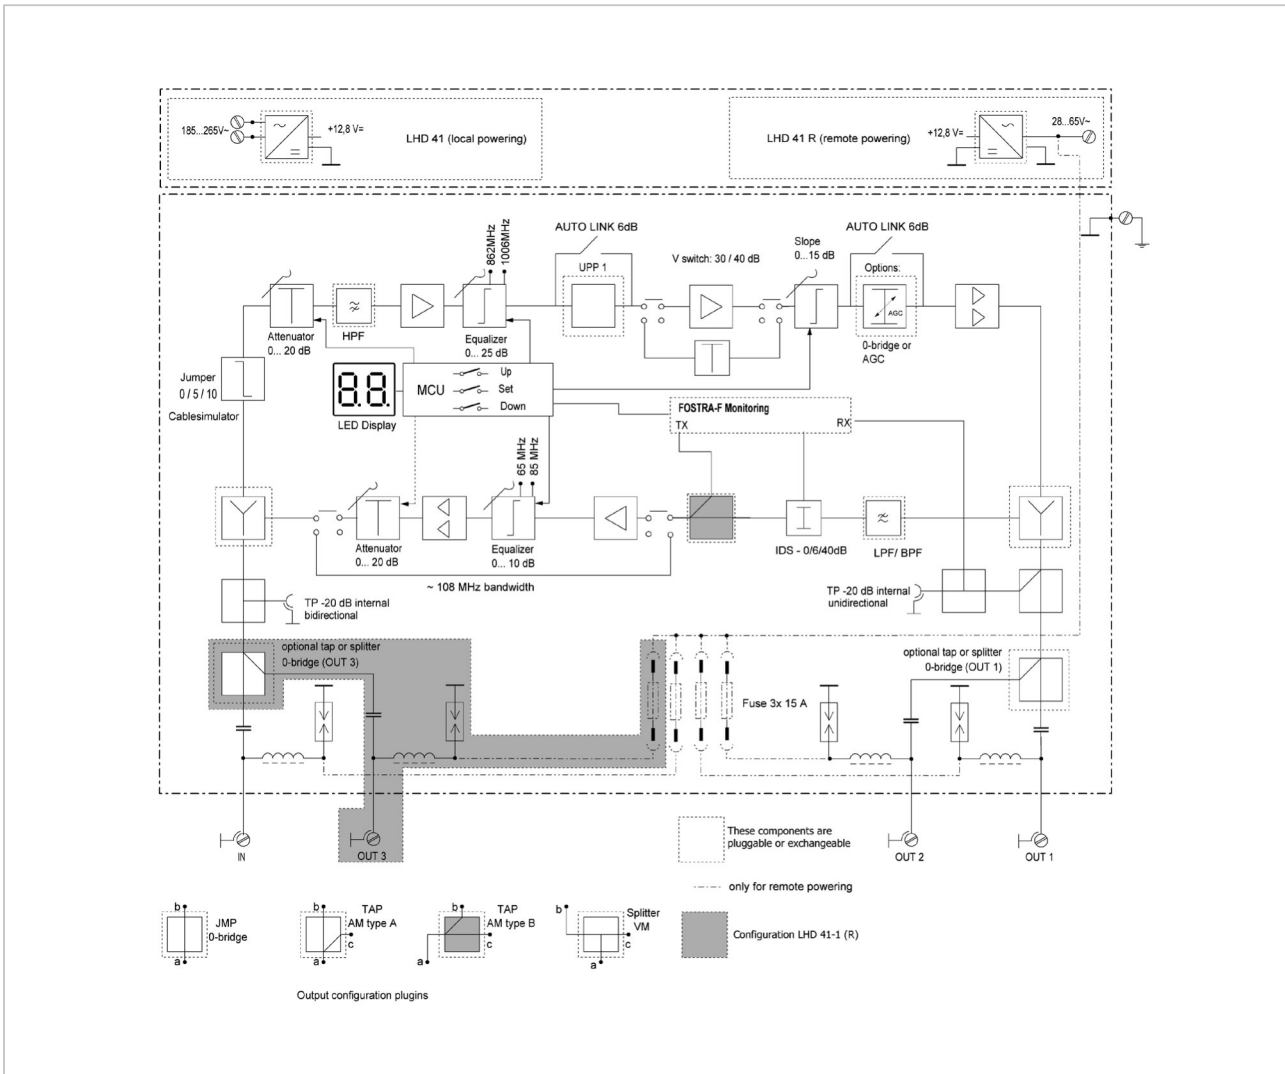 185...265V~
+12,8 V=
LHD 41 (local powering)
LHD 41 R (remote powering)
+12,8 V=
28...65V~
862MHz
1006MHz
AUTO LINK 6dB
UPP 1
V switch: 30 / 40 dB
Slope
0...15 dB
AUTO LINK 6dB
Options:
AGC
0-bridge or
AGC
Attenuator
0... 20 dB
HPF
Equalizer
0... 25 dB
Jumper
0 / 5 / 10
Cablesimulator
8.8.
LED Display
MCU
Up
Set
Down
FOSTRA-F Monitoring
TX
RX
65 MHz
85 MHz
Attenuator
0... 20 dB
Equalizer
0... 10 dB
IDS - 0/6/40dB
LPF/ BPF
~ 108 MHz bandwidth
TP -20 dB internal
bidirectional
TP -20 dB internal
unidirectional
optional tap or splitter
0-bridge (OUT 3)
optional tap or splitter
0-bridge (OUT 1)
Fuse 3x 15 A
IN
OUT 3
OUT 2
OUT 1
These components are
pluggable or exchangeable
only for remote powering
Configuration LHD 41-1 (R)
b
JMP
0-bridge
a
b
TAP
AM type A
c
a
b
TAP
AM type B
c
a
b
Splitter
VM
c
a
Output configuration plugins